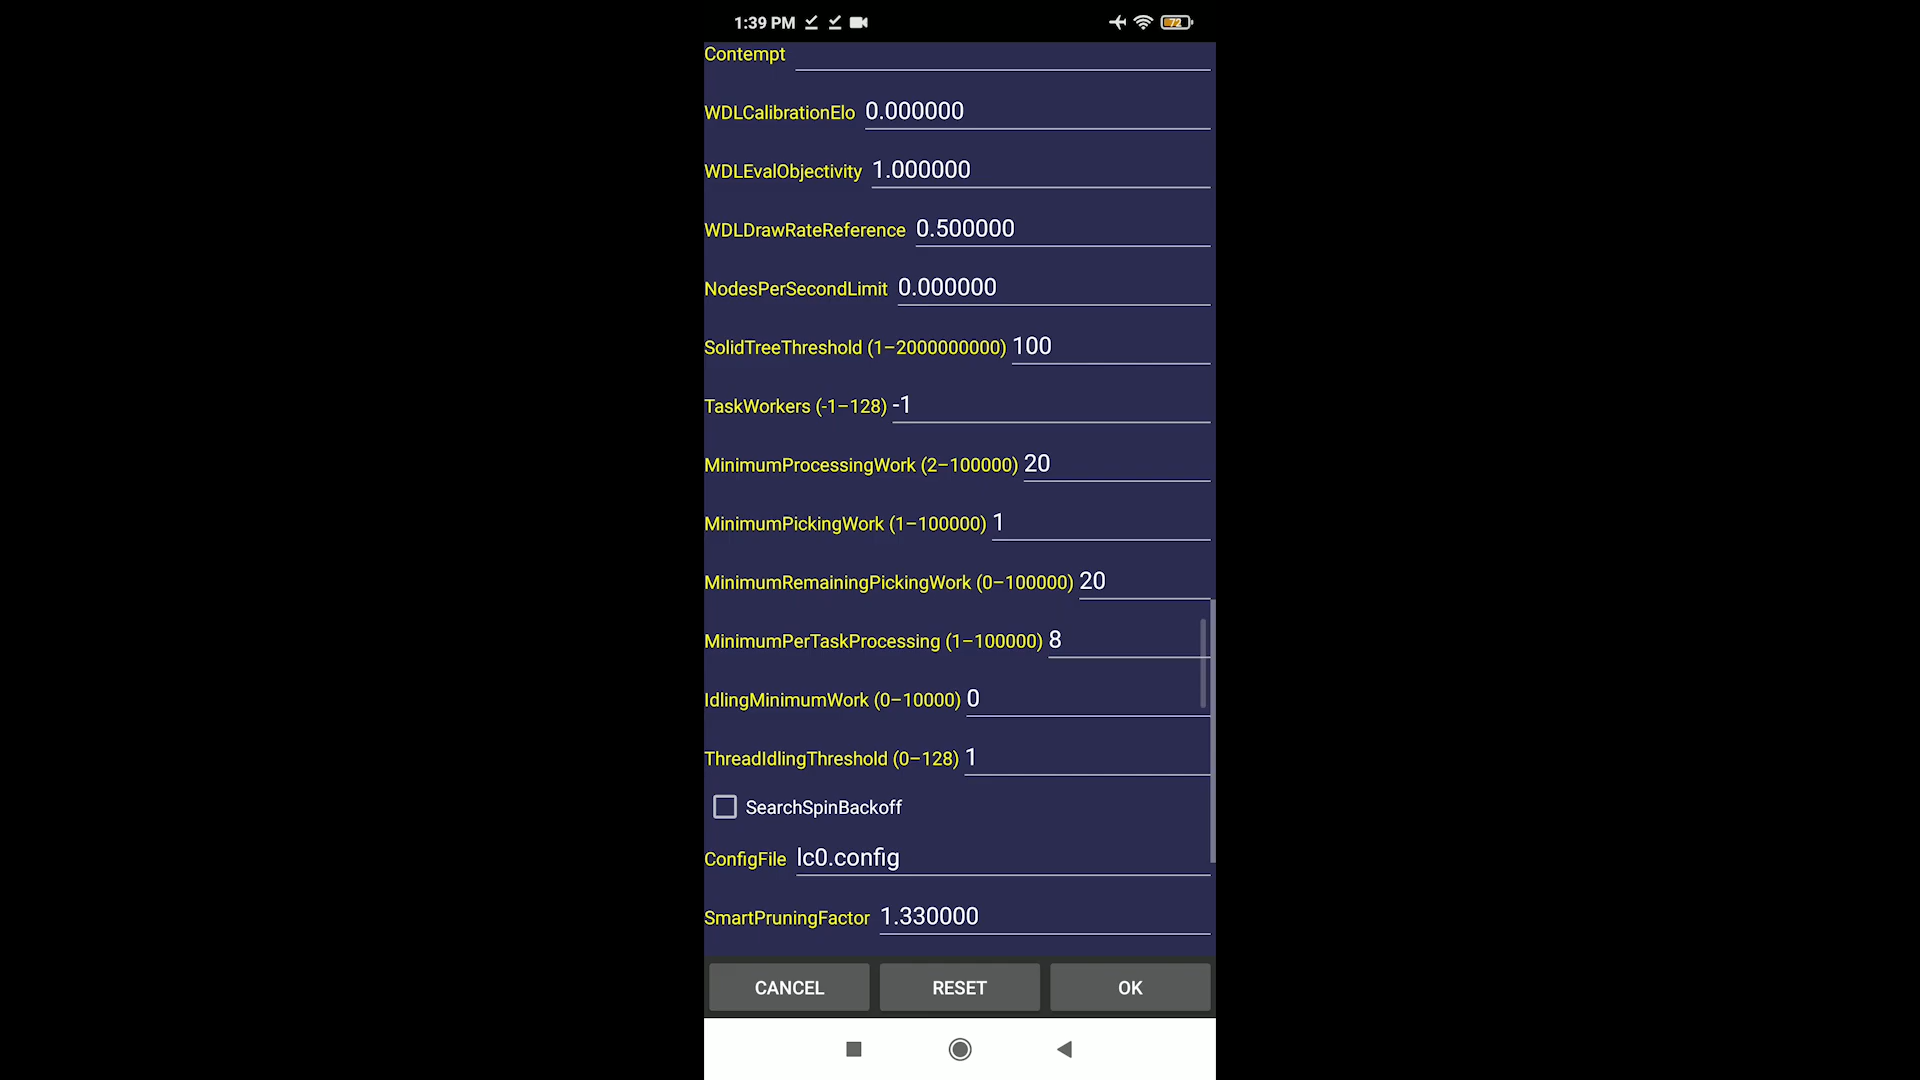 1:39 PM 72
Contempt
WDLCalibrationElo 0.000000
WDLEvalObjectivity 1.000000
WDLDrawRateReference 0.500000
NodesPerSecondLimit 0.000000
SolidTreeThreshold (1–2000000000) 100
TaskWorkers (-1–128) -1
MinimumProcessingWork (2–100000) 20
MinimumPickingWork (1–100000) 1
MinimumRemainingPickingWork (0–100000) 20
MinimumPerTaskProcessing (1–100000) 8
IdlingMinimumWork (0–10000) 0
ThreadIdlingThreshold (0–128) 1
SearchSpinBackoff
ConfigFile lc0.config
SmartPruningFactor 1.330000
CANCEL RESET OK